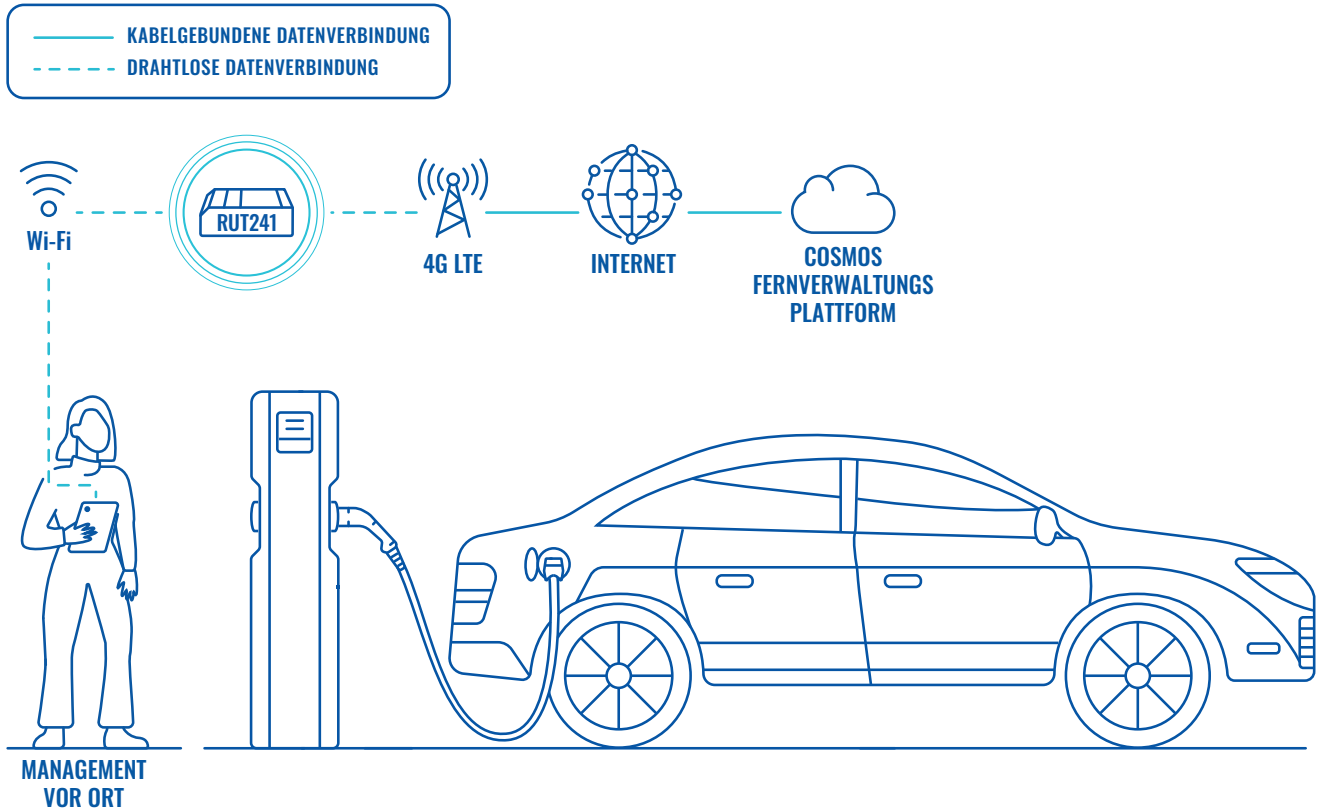 KABELGEBUNDENE DATENVERBINDUNG
DRAHTLOSE DATENVERBINDUNG
Wi-Fi
RUT241
4G LTE
INTERNET
COSMOS
FERNVERWALTUNGS
PLATTFORM
MANAGEMENT
VOR ORT